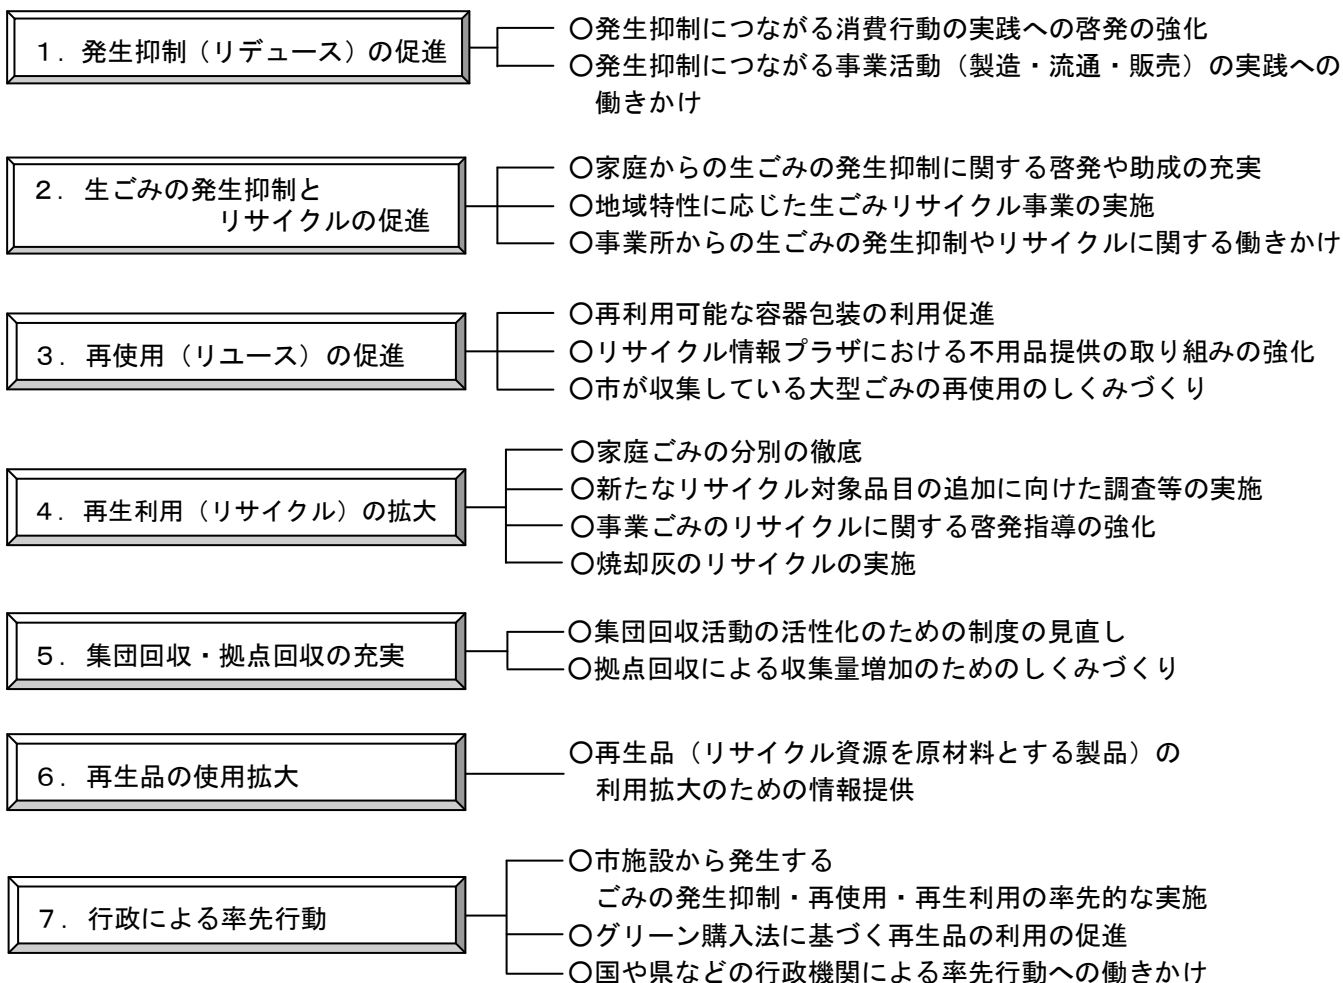 １．発生抑制（リデュース）の促進
○発生抑制につながる消費行動の実践への啓発の強化
○発生抑制につながる事業活動（製造・流通・販売）の実践への
働きかけ
２．生ごみの発生抑制と
リサイクルの促進
○家庭からの生ごみの発生抑制に関する啓発や助成の充実
○地域特性に応じた生ごみリサイクル事業の実施
○事業所からの生ごみの発生抑制やリサイクルに関する働きかけ
３．再使用（リユース）の促進
○再利用可能な容器包装の利用促進
○リサイクル情報プラザにおける不用品提供の取り組みの強化
○市が収集している大型ごみの再使用のしくみづくり
４．再生利用（リサイクル）の拡大
○家庭ごみの分別の徹底
○新たなリサイクル対象品目の追加に向けた調査等の実施
○事業ごみのリサイクルに関する啓発指導の強化
○焼却灰のリサイクルの実施
５．集団回収・拠点回収の充実
○集団回収活動の活性化のための制度の見直し
○拠点回収による収集量増加のためのしくみづくり
６．再生品の使用拡大
○再生品（リサイクル資源を原材料とする製品）の
利用拡大のための情報提供
７．行政による率先行動
○市施設から発生する
ごみの発生抑制・再使用・再生利用の率先的な実施
○グリーン購入法に基づく再生品の利用の促進
○国や県などの行政機関による率先行動への働きかけ